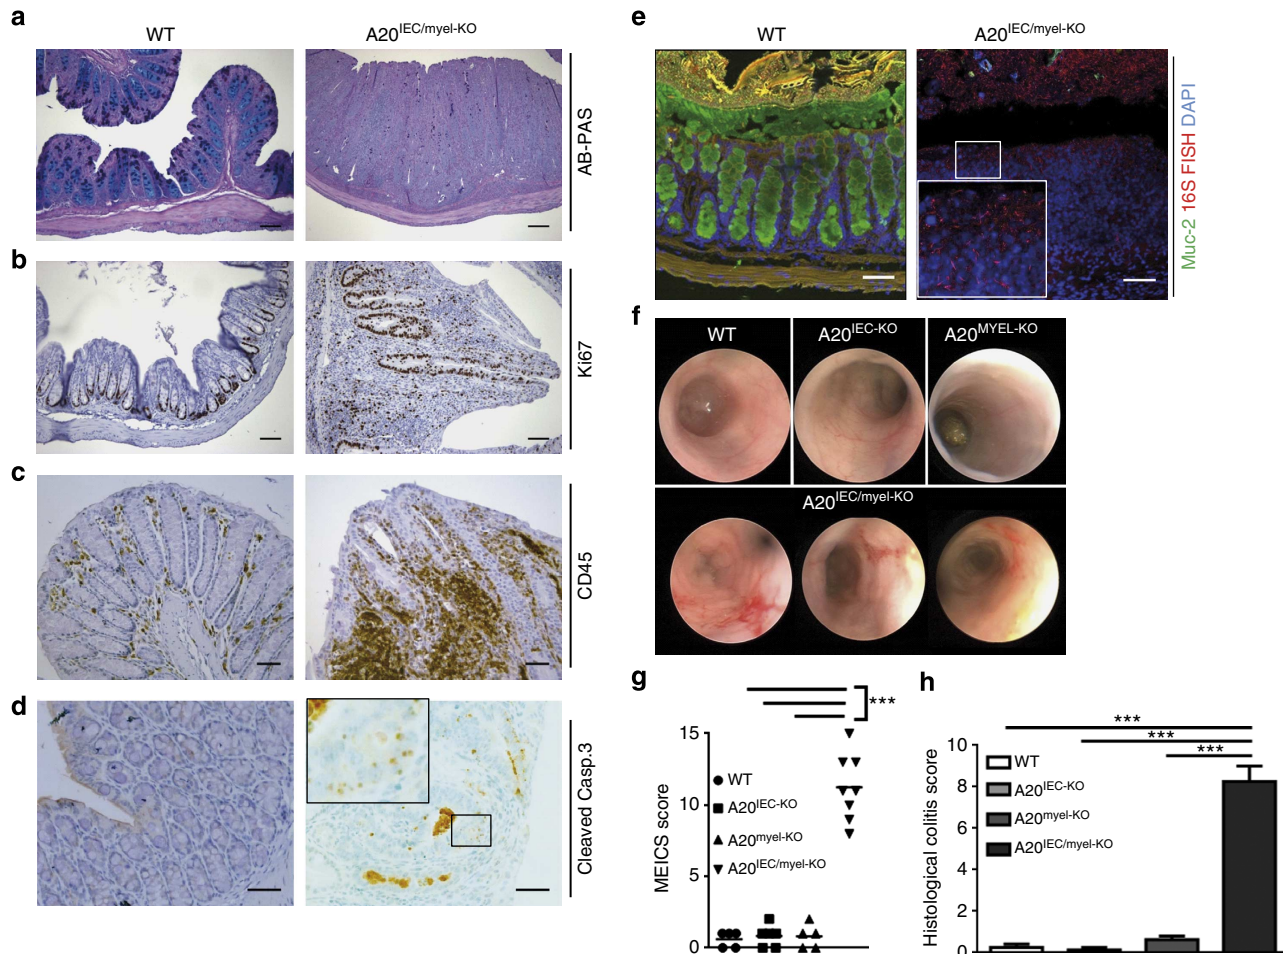 a
WT
A20IEC/myel-KO
AB-PAS
b
Ki67
c
CD45
d
Cleaved Casp.3
e
WT
A20IEC/myel-KO
Muc-2 16S FISH DAPI
f
WT
A20IEC-KO
A20MYEL-KO
A20IEC/myel-KO
g
***
MEICS score
15
10
5
0
WT
A20IEC-KO
A20myel-KO
A20IEC/myel-KO
h
***
***
***
Histological colitis score
10
8
6
4
2
0
WT
A20IEC-KO
A20myel-KO
A20IEC/myel-KO